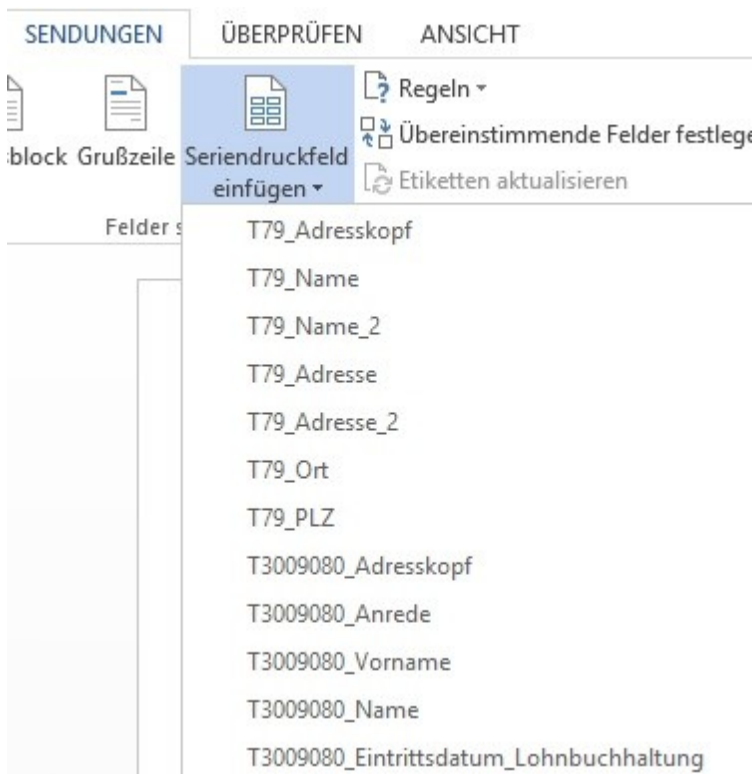 SENDUNGEN ÜBERPRÜFEN ANSICHT
Regeln
Übereinstimmende Felder festlege
block Grußzeile Seriendruckfeld
einfügen
Etiketten aktualisieren
Felder s
T79_Adresskopf
T79_Name
T79_Name_2
T79_Adresse
T79_Adresse_2
T79_Ort
T79_PLZ
T3009080_Adresskopf
T3009080_Anrede
T3009080_Vorname
T3009080_Name
T3009080_Eintrittsdatum_Lohnbuchhaltung